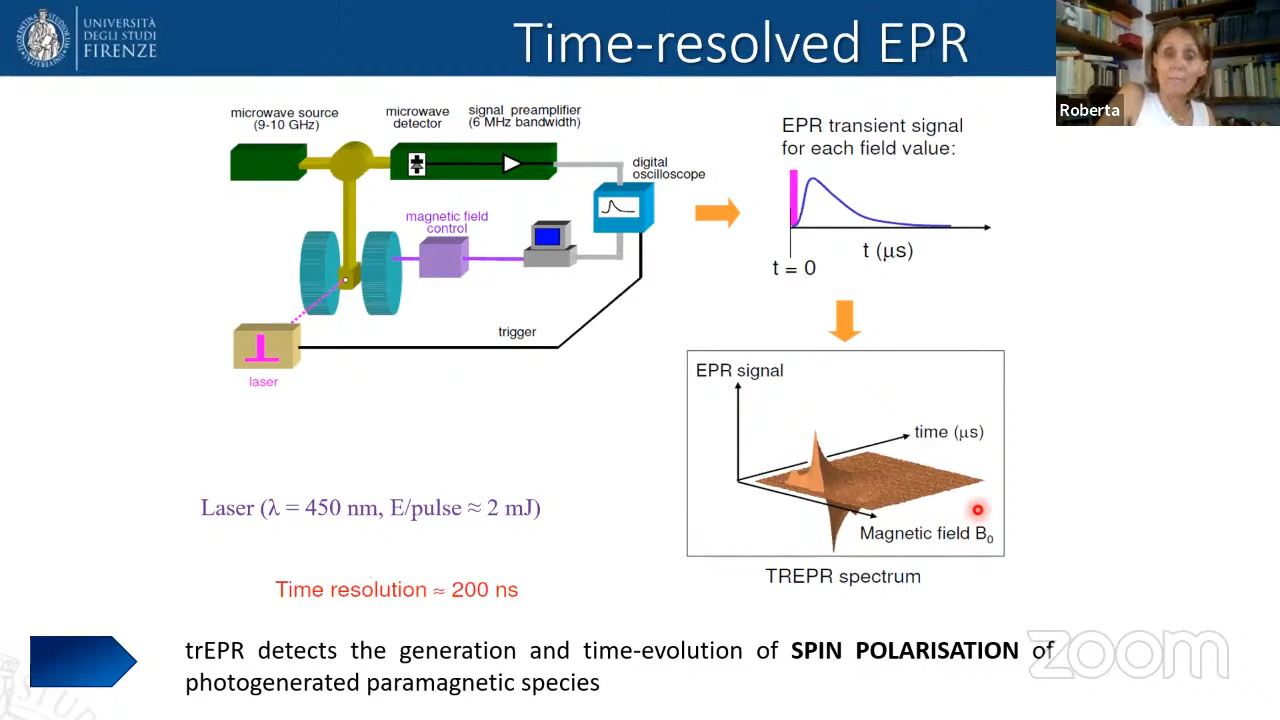 UNIVERSITÀ
DEGLI STUDI
FIRENZE
Time-resolved EPR
Roberta
microwave source
(9-10 GHz)
microwave
detector
signal preamplifier
(6 MHz bandwidth)
digital
oscilloscope
magnetic field
control
trigger
laser
EPR transient signal
for each field value:
t (μs)
t = 0
EPR signal
time (μs)
Magnetic field B₀
TREPR spectrum
Laser (λ = 450 nm, E/pulse ≈ 2 mJ)
Time resolution ≈ 200 ns
trEPR detects the generation and time-evolution of SPIN POLARISATION of
photogenerated paramagnetic species
zoom